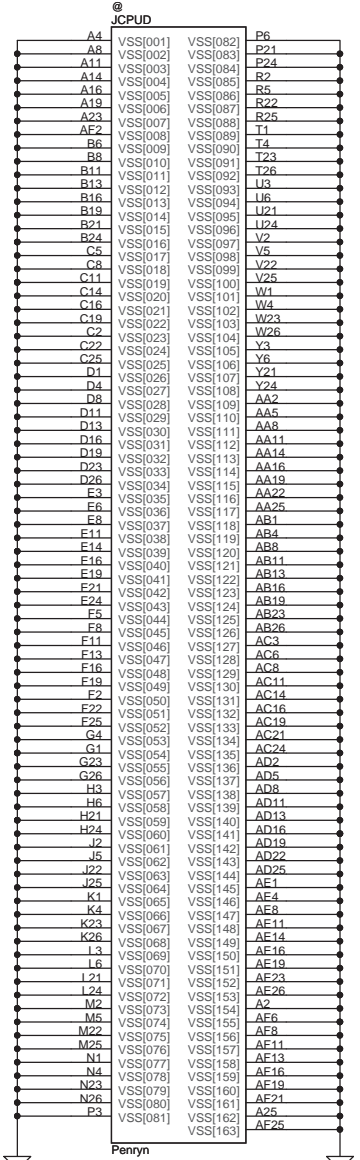 @
JCPUD
A4 VSS[001] VSS[082] P6
A8 VSS[002] VSS[083] P21
A11 VSS[003] VSS[084] P24
A14 VSS[004] VSS[085] R2
A16 VSS[005] VSS[086] R5
A19 VSS[006] VSS[087] R22
A23 VSS[007] VSS[088] R25
AF2 VSS[008] VSS[089] T1
B6 VSS[009] VSS[090] T4
B8 VSS[010] VSS[091] T23
B11 VSS[011] VSS[092] T26
B13 VSS[012] VSS[093] U3
B16 VSS[013] VSS[094] U6
B19 VSS[014] VSS[095] U21
B21 VSS[015] VSS[096] U24
B24 VSS[016] VSS[097] V2
C5 VSS[017] VSS[098] V5
C8 VSS[018] VSS[099] V22
C11 VSS[019] VSS[100] V25
C14 VSS[020] VSS[101] W1
C16 VSS[021] VSS[102] W4
C19 VSS[022] VSS[103] W23
C2 VSS[023] VSS[104] W26
C22 VSS[024] VSS[105] Y3
C25 VSS[025] VSS[106] Y6
D1 VSS[026] VSS[107] Y21
D4 VSS[027] VSS[108] Y24
D8 VSS[028] VSS[109] AA2
D11 VSS[029] VSS[110] AA5
D13 VSS[030] VSS[111] AA8
D16 VSS[031] VSS[112] AA11
D19 VSS[032] VSS[113] AA14
D23 VSS[033] VSS[114] AA16
D26 VSS[034] VSS[115] AA19
E3 VSS[035] VSS[116] AA22
E6 VSS[036] VSS[117] AA25
E8 VSS[037] VSS[118] AB1
E11 VSS[038] VSS[119] AB4
E14 VSS[039] VSS[120] AB8
E16 VSS[040] VSS[121] AB11
E19 VSS[041] VSS[122] AB13
E21 VSS[042] VSS[123] AB16
E24 VSS[043] VSS[124] AB19
F5 VSS[044] VSS[125] AB23
F8 VSS[045] VSS[126] AB26
F11 VSS[046] VSS[127] AC3
F13 VSS[047] VSS[128] AC6
F16 VSS[048] VSS[129] AC8
F19 VSS[049] VSS[130] AC11
F2 VSS[050] VSS[131] AC14
F22 VSS[051] VSS[132] AC16
F25 VSS[052] VSS[133] AC19
G4 VSS[053] VSS[134] AC21
G1 VSS[054] VSS[135] AC24
G23 VSS[055] VSS[136] AD2
G26 VSS[056] VSS[137] AD5
H3 VSS[057] VSS[138] AD8
H6 VSS[058] VSS[139] AD11
H21 VSS[059] VSS[140] AD13
H24 VSS[060] VSS[141] AD16
J2 VSS[061] VSS[142] AD19
J5 VSS[062] VSS[143] AD22
J22 VSS[063] VSS[144] AD25
J25 VSS[064] VSS[145] AE1
K1 VSS[065] VSS[146] AE4
K4 VSS[066] VSS[147] AE8
K23 VSS[067] VSS[148] AE11
K26 VSS[068] VSS[149] AE14
L3 VSS[069] VSS[150] AE16
L6 VSS[070] VSS[151] AE19
L21 VSS[071] VSS[152] AE23
L24 VSS[072] VSS[153] AE26
M2 VSS[073] VSS[154] A2
M5 VSS[074] VSS[155] AF6
M22 VSS[075] VSS[156] AF8
M25 VSS[076] VSS[157] AF11
N1 VSS[077] VSS[158] AF13
N4 VSS[078] VSS[159] AF16
N23 VSS[079] VSS[160] AF19
N26 VSS[080] VSS[161] AF21
P3 VSS[081] VSS[162] A25
VSS[163] AF25
Penryn